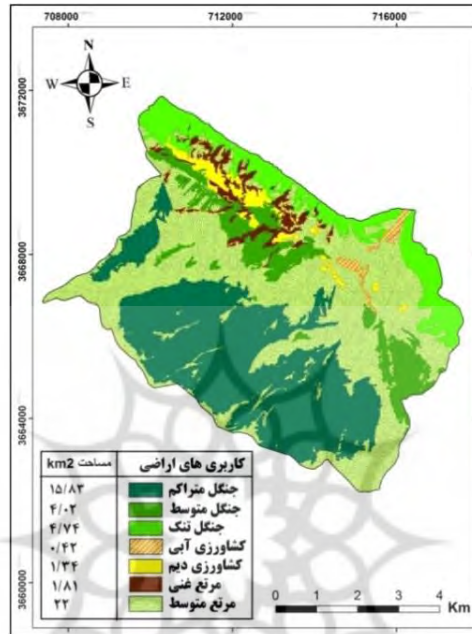 708000 712000 716000
3672000
3668000
3664000
3660000
N
W E
S
کاربری های اراضی مساحت km2
جنگل متراکم ۱۵/۸۳
جنگل متوسط ۴/۰۲
جنگل تنک ۴/۷۴
کشاورزی آبی ۰/۴۲
کشاورزی دیم ۱/۳۴
مرتع غنی ۱/۸۱
مرتع متوسط ۲۲
0 1 2 3 4
Km